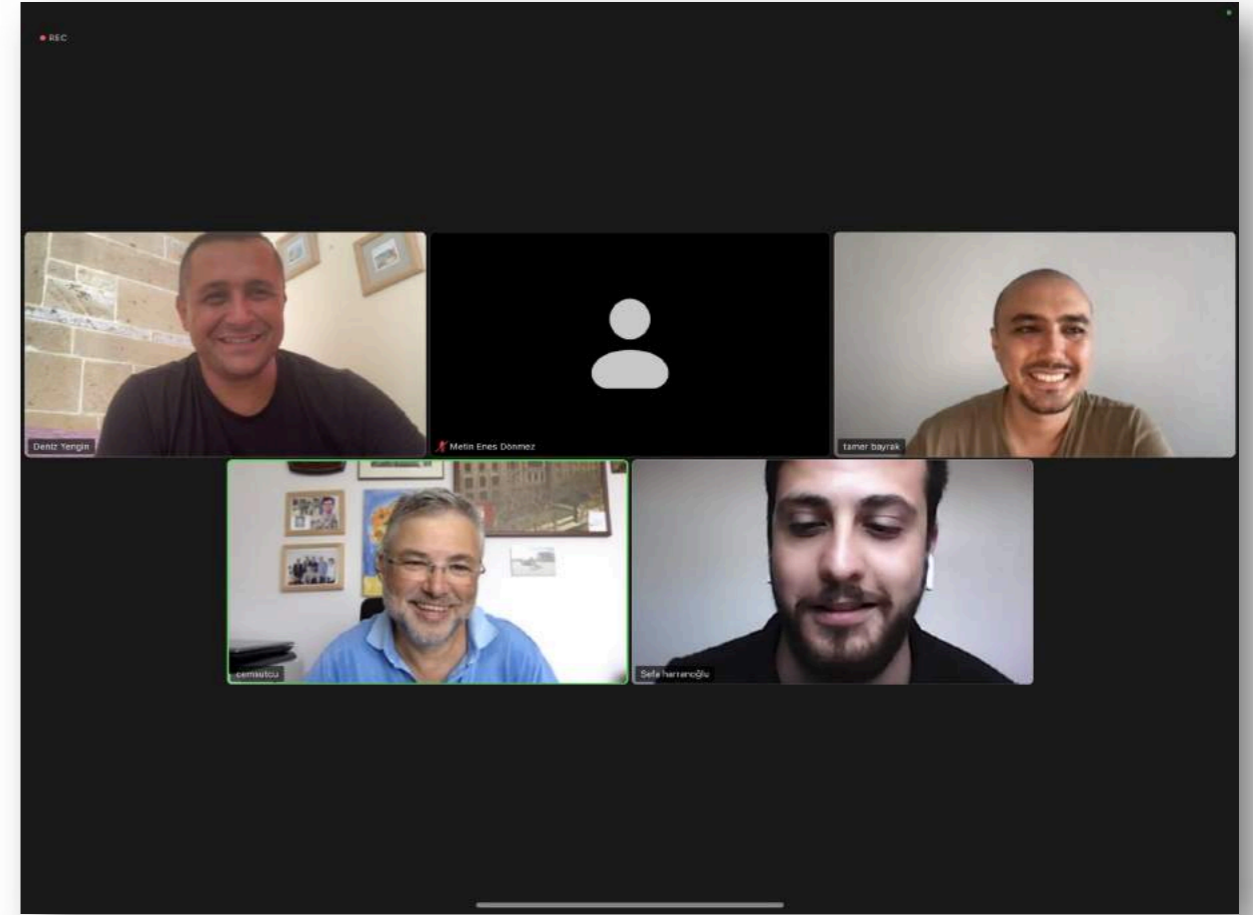 REC
Deniz Yengin
Metin Enes Dönmez
tamer bayrak
cemsutcu
Sefa harranoğlu